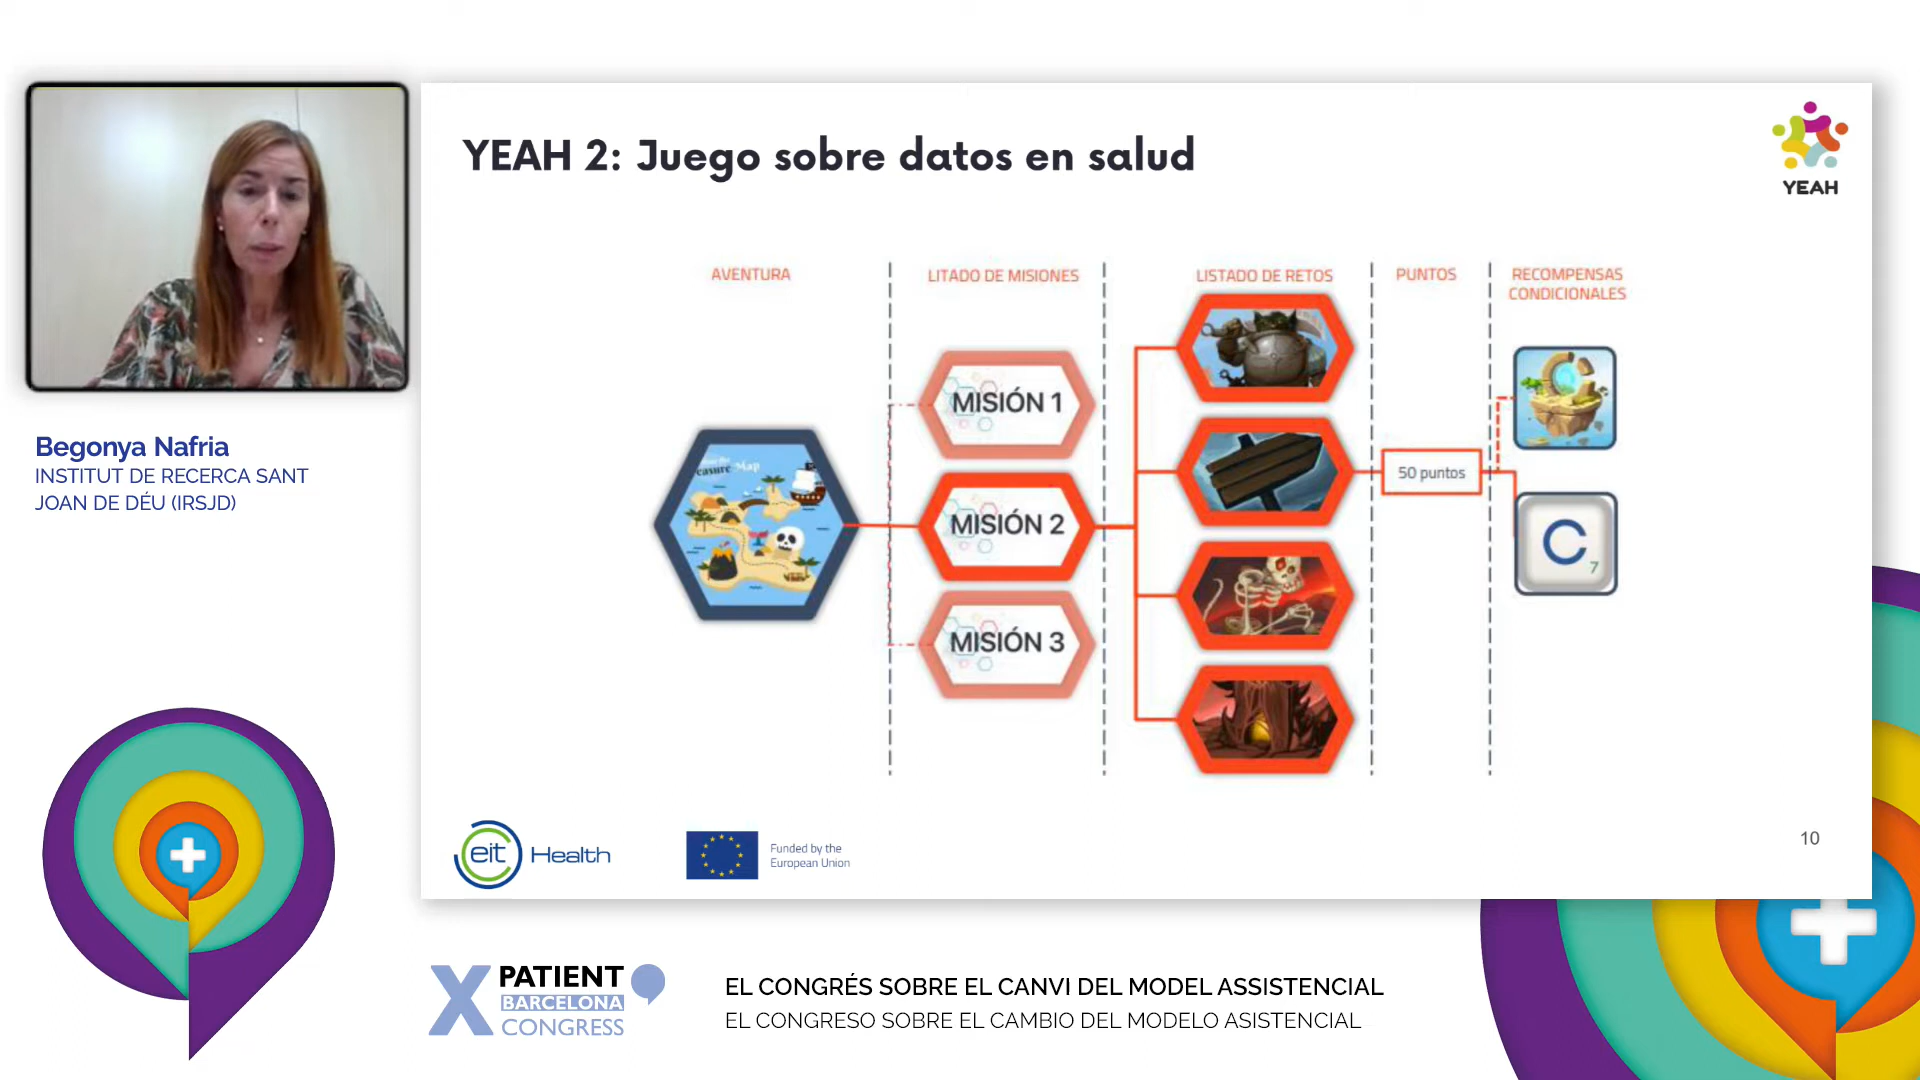 YEAH 2: Juego sobre datos en salud
YEAH
AVENTURA
LITADO DE MISIONES
LISTADO DE RETOS
PUNTOS
RECOMPENSAS
CONDICIONALES
MISIÓN 1
MISIÓN 2
MISIÓN 3
Map
50 puntos
C
7
Begonya Nafria
INSTITUT DE RECERCA SANT
JOAN DE DÉU (IRSJD)
eit Health
Funded by the
European Union
10
X PATIENT
BARCELONA
CONGRESS
EL CONGRÉS SOBRE EL CANVI DEL MODEL ASSISTENCIAL
EL CONGRESO SOBRE EL CAMBIO DEL MODELO ASISTENCIAL